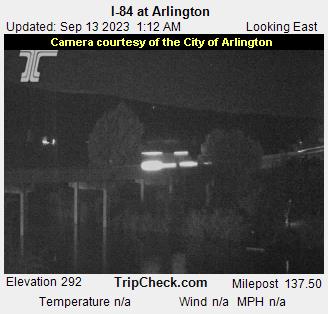 I-84 at Arlington
Updated: Sep 13 2023 1:12 AM Looking East
Camera courtesy of the City of Arlington
Elevation 292 TripCheck.com Milepost 137.50
Temperature n/a Wind n/a MPH n/a